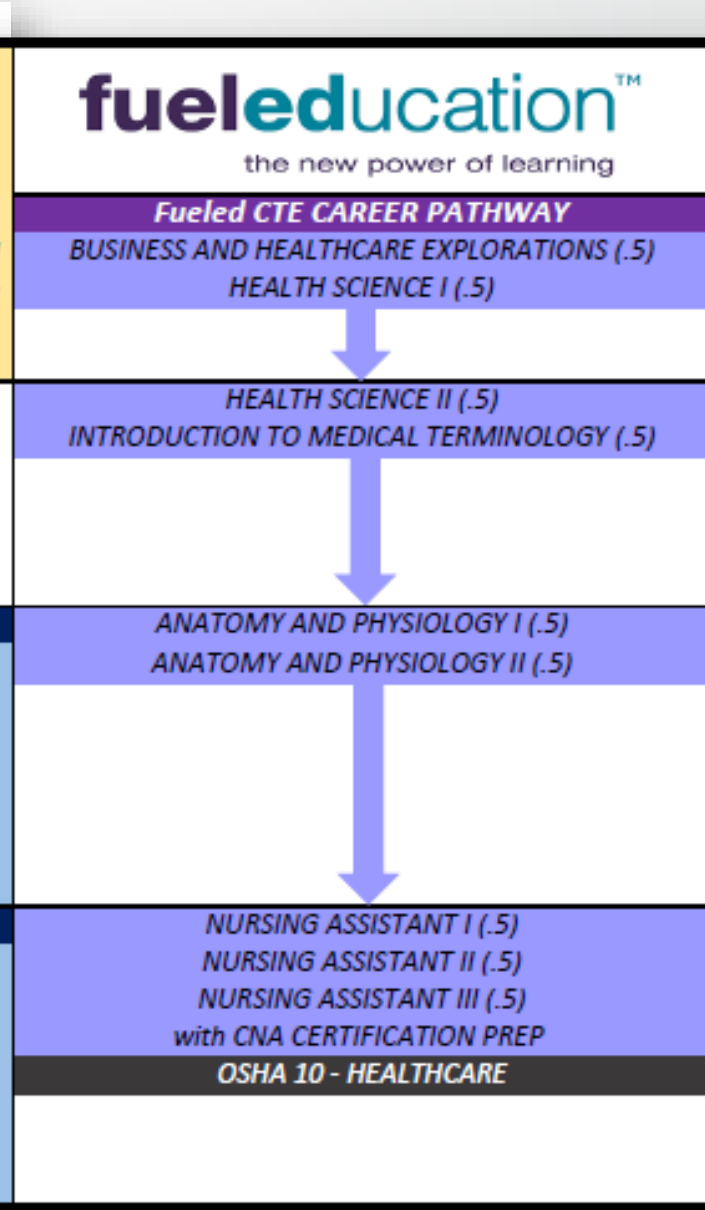 fueleducation™
the new power of learning
Fueled CTE CAREER PATHWAY
BUSINESS AND HEALTHCARE EXPLORATIONS (.5)
HEALTH SCIENCE I (.5)
HEALTH SCIENCE II (.5)
INTRODUCTION TO MEDICAL TERMINOLOGY (.5)
ANATOMY AND PHYSIOLOGY I (.5)
ANATOMY AND PHYSIOLOGY II (.5)
NURSING ASSISTANT I (.5)
NURSING ASSISTANT II (.5)
NURSING ASSISTANT III (.5)
with CNA CERTIFICATION PREP
OSHA 10 - HEALTHCARE